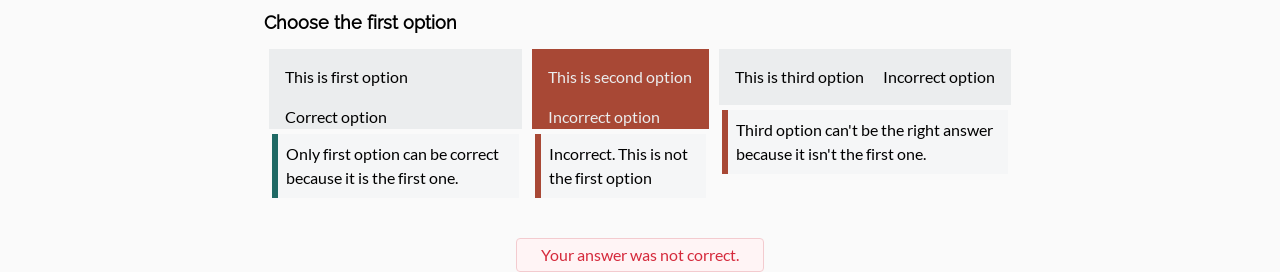 Choose the first option
This is first option
Correct option
Only first option can be correct
because it is the first one.
This is second option
Incorrect option
Incorrect. This is not
the first option
This is third option Incorrect option
Third option can't be the right answer
because it isn't the first one.
Your answer was not correct.